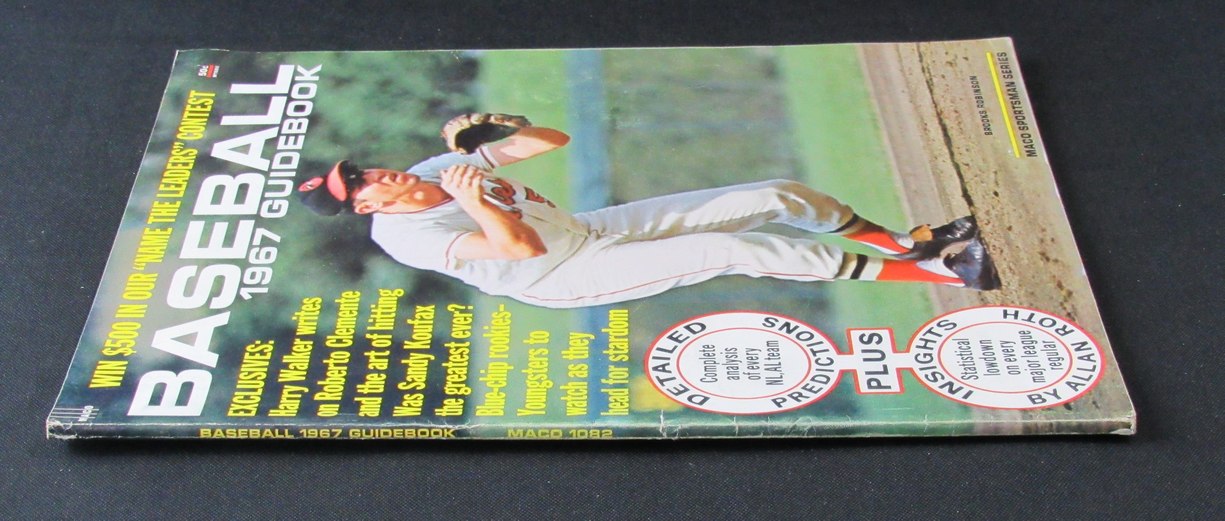 50c
WIN $500 IN OUR "NAME THE LEADERS" CONTEST
BASEBALL
1967 GUIDEBOOK
EXCLUSIVES:
Harry Walker writes
on Roberto Clemente
and the art of hitting
Was Sandy Koufax
the greatest ever?
Blue-chip rookies–
Youngsters to
watch as they
head for stardom
DETAILED
Complete
analysis
of every
NL, AL team
PREDICTIONS
PLUS
INSIGHTS
Statistical
lowdown
on every
major league
regular
BY ALLAN ROTH
BROOKS ROBINSON
MACO SPORTSMAN SERIES
BASEBALL 1967 GUIDEBOOK MACO 1082